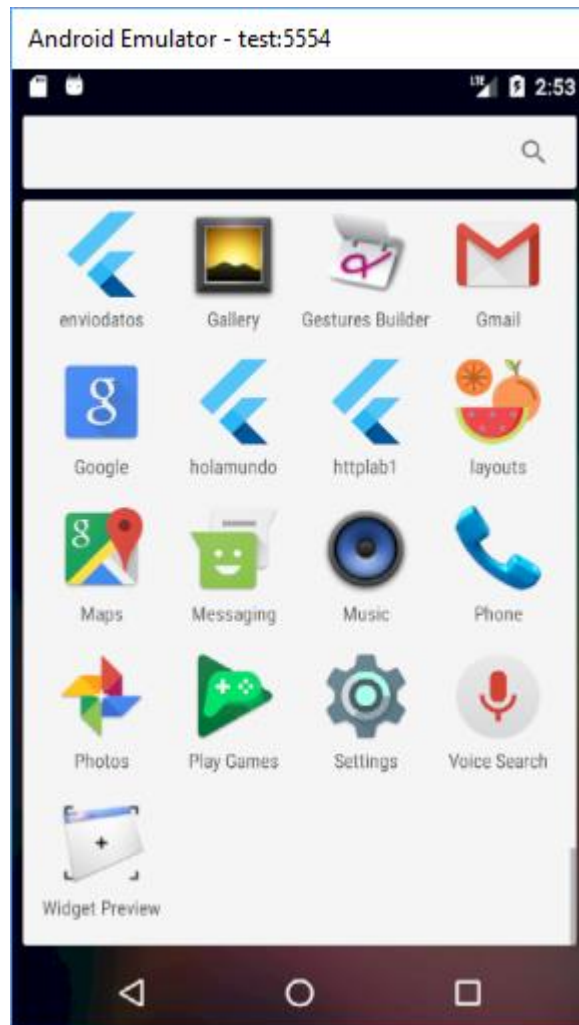 Android Emulator - test:5554
LTE 2:53
enviodatos Gallery Gestures Builder Gmail
Google holamundo httplab1 layouts
Maps Messaging Music Phone
Photos Play Games Settings Voice Search
Widget Preview